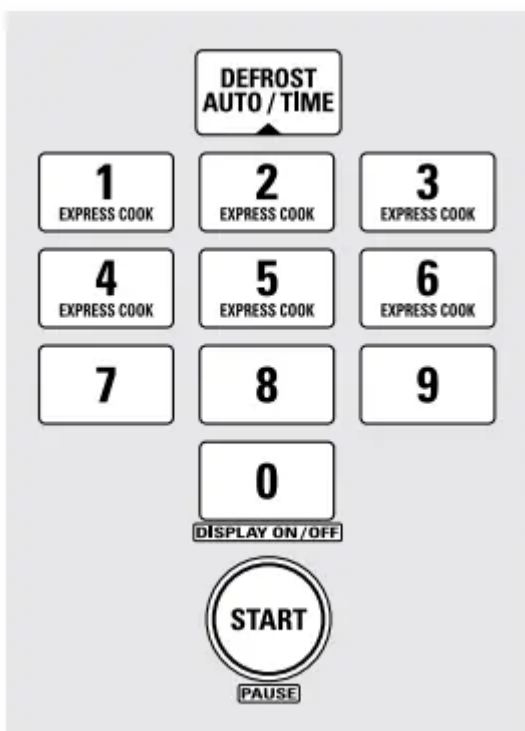 DEFROST
AUTO / TIME
1 2 3
EXPRESS COOK EXPRESS COOK EXPRESS COOK
4 5 6
EXPRESS COOK EXPRESS COOK EXPRESS COOK
7 8 9
0
DISPLAY ON/OFF
START
PAUSE